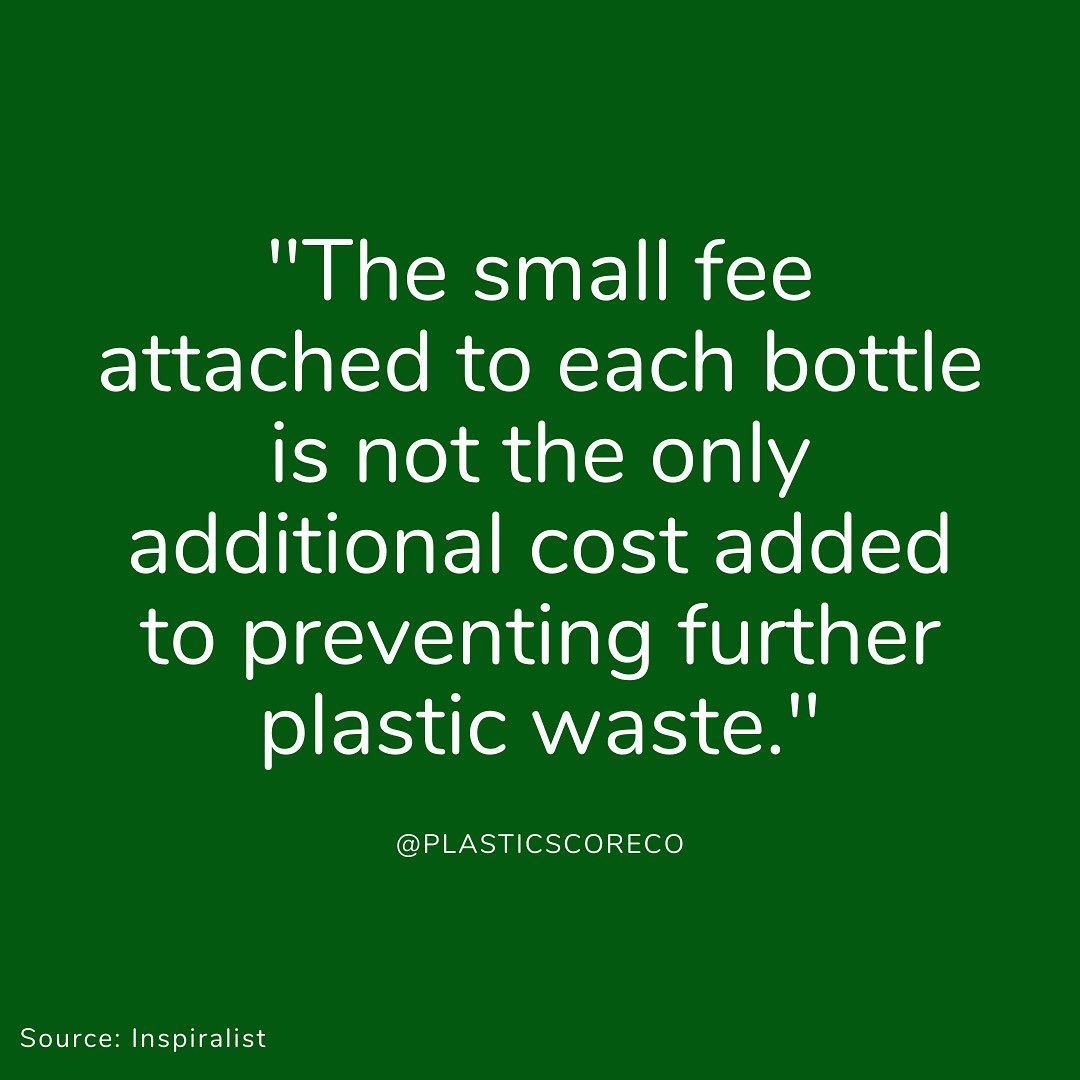 "The small fee
attached to each bottle
is not the only
additional cost added
to preventing further
plastic waste."
@PLASTICSCORECO
Source: Inspiralist